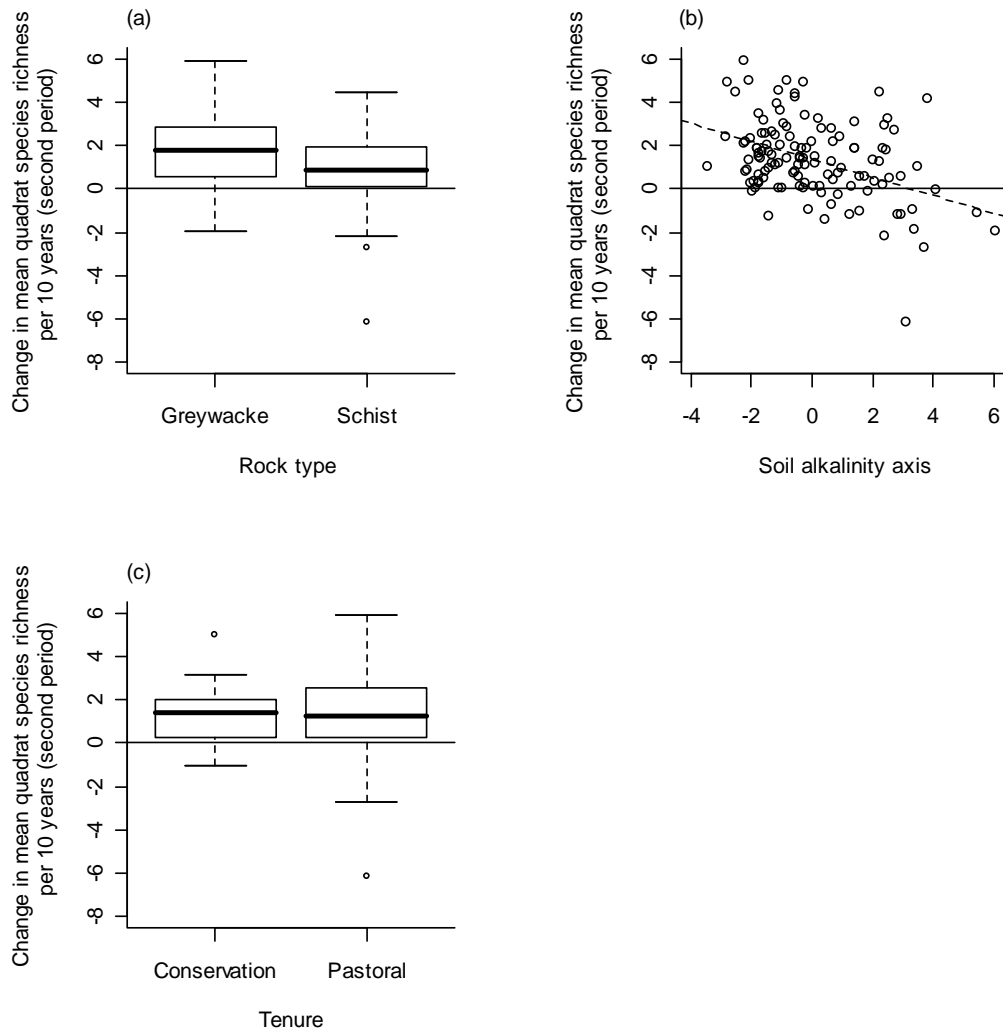 (a)
Change in mean quadrat species richness
per 10 years (second period)
6
4
2
0
-2
-4
-6
-8
Greywacke Schist
Rock type
(b)
Change in mean quadrat species richness
per 10 years (second period)
6
4
2
0
-2
-4
-6
-8
-4 -2 0 2 4 6
Soil alkalinity axis
(c)
Change in mean quadrat species richness
per 10 years (second period)
6
4
2
0
-2
-4
-6
-8
Conservation Pastoral
Tenure